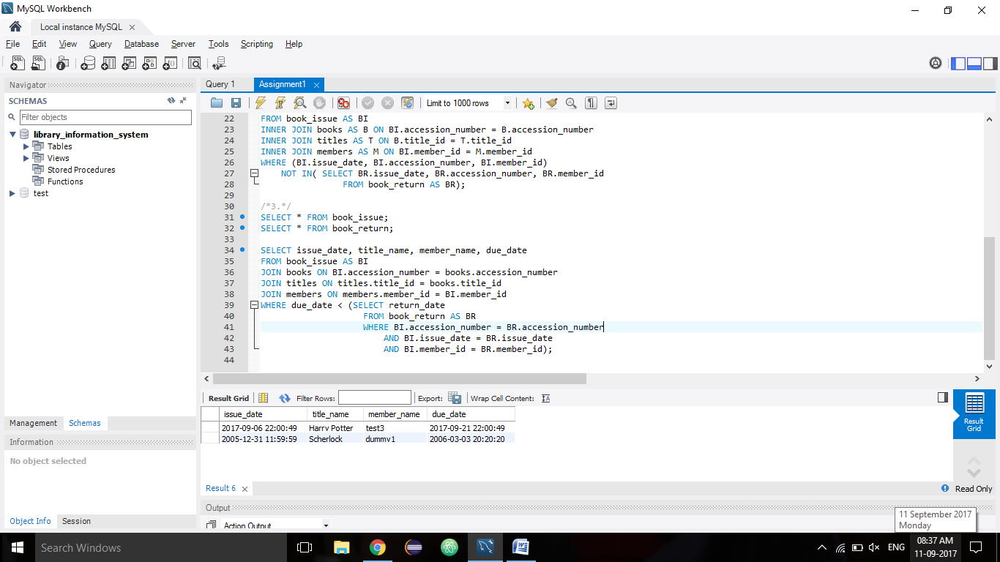 MySQL Workbench
Local instance MySQL
File Edit View Query Database Server Tools Scripting Help
Navigator
SCHEMAS
Filter objects
library_information_system
Tables
Views
Stored Procedures
Functions
test
Management Schemas
Information
No object selected
Object Info Session
Query 1 Assignment1
Limit to 1000 rows
22 FROM book_issue AS BI
23 INNER JOIN books AS B ON BI.accession_number = B.accession_number
24 INNER JOIN titles AS T ON B.title_id = T.title_id
25 INNER JOIN members AS M ON BI.member_id = M.member_id
26 WHERE (BI.issue_date, BI.accession_number, BI.member_id)
27 NOT IN( SELECT BR.issue_date, BR.accession_number, BR.member_id
28 FROM book_return AS BR);
29
30 /*3.*/
31 SELECT * FROM book_issue;
32 SELECT * FROM book_return;
33
34 SELECT issue_date, title_name, member_name, due_date
35 FROM book_issue AS BI
36 JOIN books ON BI.accession_number = books.accession_number
37 JOIN titles ON titles.title_id = books.title_id
38 JOIN members ON members.member_id = BI.member_id
39 WHERE due_date < (SELECT return_date
40 FROM book_return AS BR
41 WHERE BI.accession_number = BR.accession_number
42 AND BI.issue_date = BR.issue_date
43 AND BI.member_id = BR.member_id);
44
Result Grid Filter Rows: Export: Wrap Cell Content:
issue_date title_name member_name due_date
2017-09-06 22:00:49 Harry Potter test3 2017-09-21 22:00:49
2005-12-31 11:59:59 Scherlock dummy1 2006-03-03 20:20:20
Result Grid
Result 6
Read Only
Output
Action Output
11 September 2017
Monday
Search Windows
ENG
08:37 AM
11-09-2017